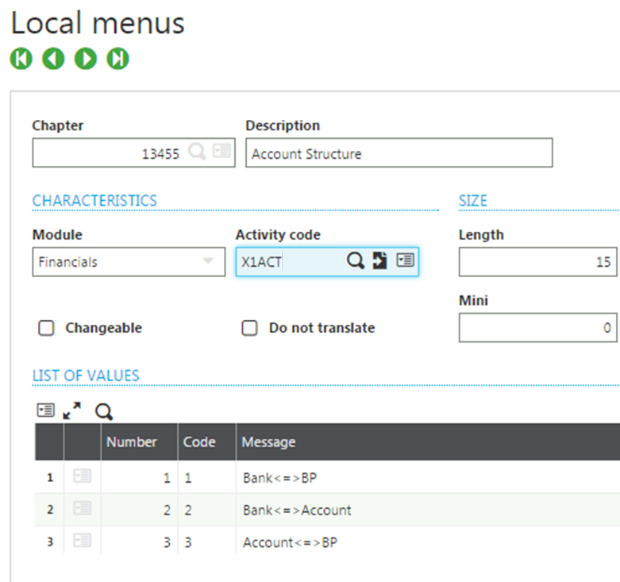 Local menus
Chapter Description
13455 Account Structure
CHARACTERISTICS SIZE
Module Activity code Length
Financials X1ACT 15
Mini
Changeable Do not translate 0
LIST OF VALUES
Number Code Message
1 1 1 Bank<=>BP
2 2 2 Bank<=>Account
3 3 3 Account<=>BP